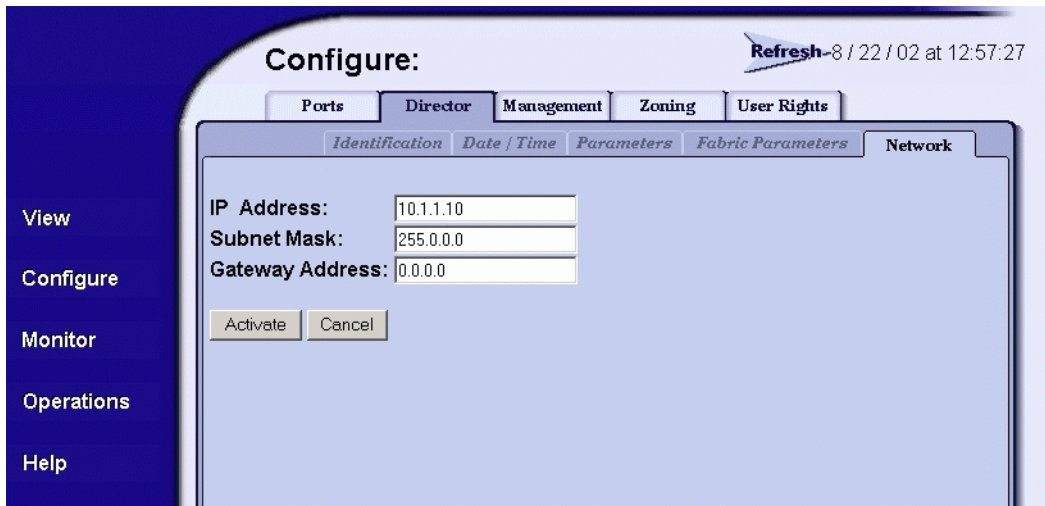 Configure:
Refresh-8 / 22 / 02 at 12:57:27
Ports Director Management Zoning User Rights
Identification Date / Time Parameters Fabric Parameters Network
View
Configure
Monitor
Operations
Help
IP Address: 10.1.1.10
Subnet Mask: 255.0.0.0
Gateway Address: 0.0.0.0
Activate Cancel